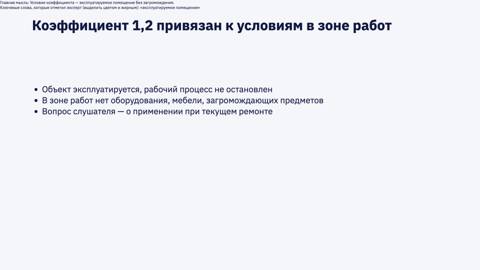 Главная мысль: Условие коэффициента — эксплуатируемое помещение без загромождения.
Ключевые слова, которые отметил эксперт (выделить цветом и жирным): «эксплуатируемое помещение»
Коэффициент 1,2 привязан к условиям в зоне работ
• Объект эксплуатируется, рабочий процесс не остановлен
• В зоне работ нет оборудования, мебели, загромождающих предметов
• Вопрос слушателя — о применении при текущем ремонте